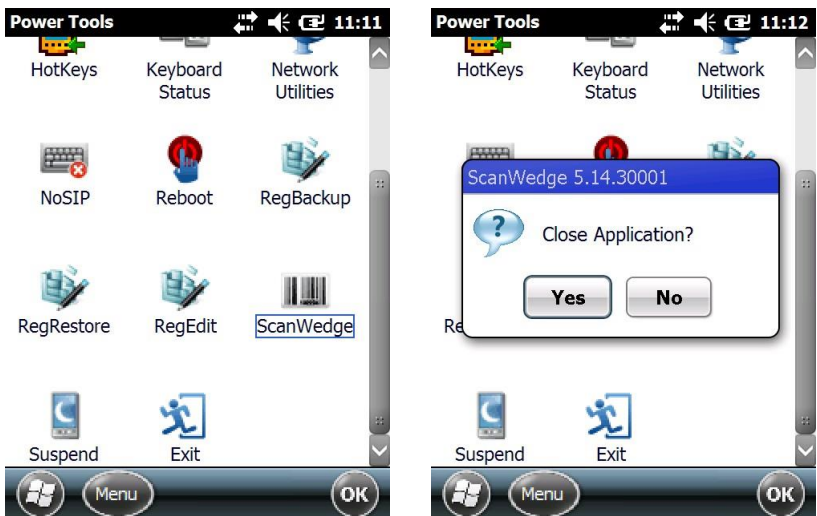 Power Tools 11:11
HotKeys Keyboard Status Network Utilities
NoSIP Reboot RegBackup
RegRestore RegEdit ScanWedge
Suspend Exit
Menu OK
Power Tools 11:12
HotKeys Keyboard Status Network Utilities
ScanWedge 5.14.30001
? Close Application?
Yes No
Re
Suspend Exit
Menu OK